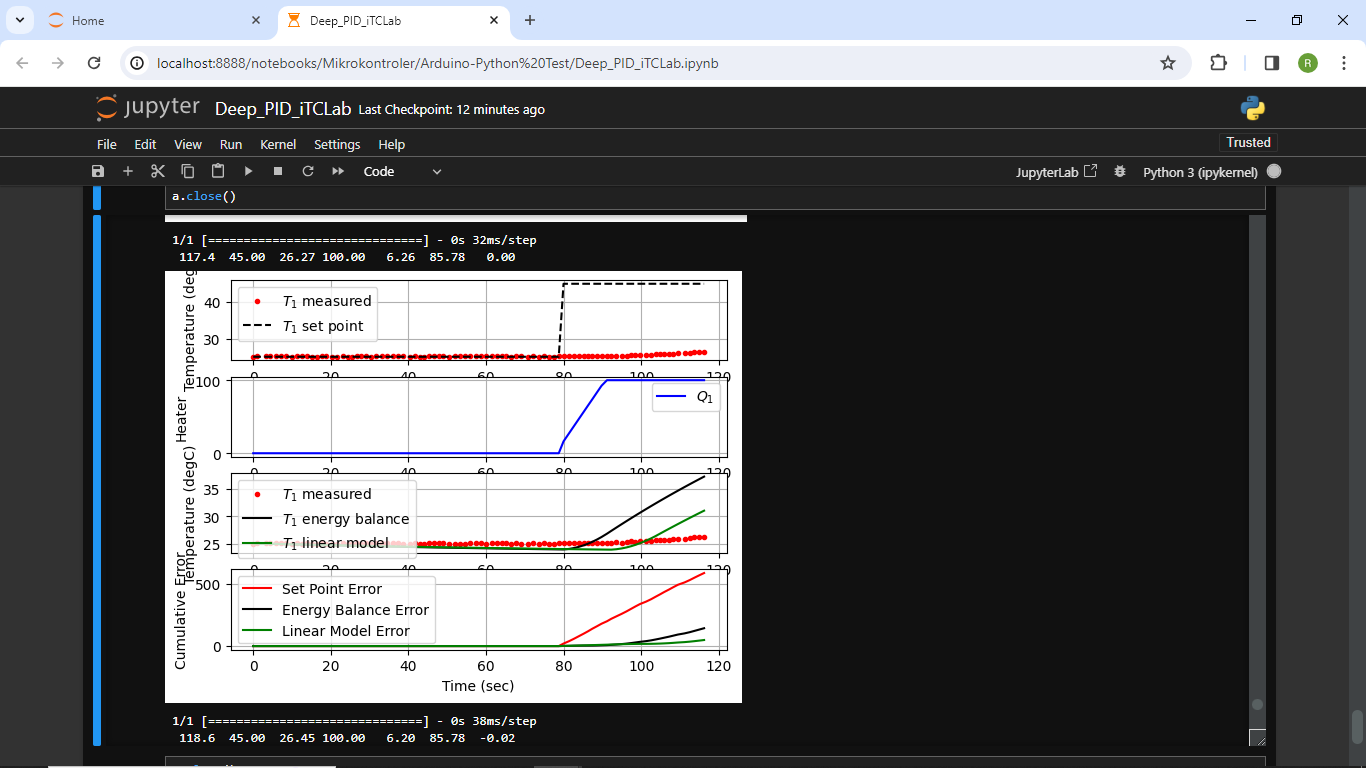 Home
Deep_PID_iTCLab
localhost:8888/notebooks/Mikrokontroler/Arduino-Python%20Test/Deep_PID_iTCLab.ipynb
R
jupyter Deep_PID_iTCLab Last Checkpoint: 12 minutes ago
File Edit View Run Kernel Settings Help Trusted
Code JupyterLab Python 3 (ipykernel)
a.close()
1/1 [==============================] - 0s 32ms/step
117.4 45.00 26.27 100.00 6.26 85.78 0.00
Temperature (deg
40
30
T1 measured
T1 set point
0 20 40 60 80 100 120
Heater
100
0
Q1
0 20 40 60 80 100 120
Temperature (degC)
35
30
25
T1 measured
T1 energy balance
T1 linear model
0 20 40 60 80 100 120
Cumulative Error
500
0
Set Point Error
Energy Balance Error
Linear Model Error
0 20 40 60 80 100 120
Time (sec)
1/1 [==============================] - 0s 38ms/step
118.6 45.00 26.45 100.00 6.20 85.78 -0.02